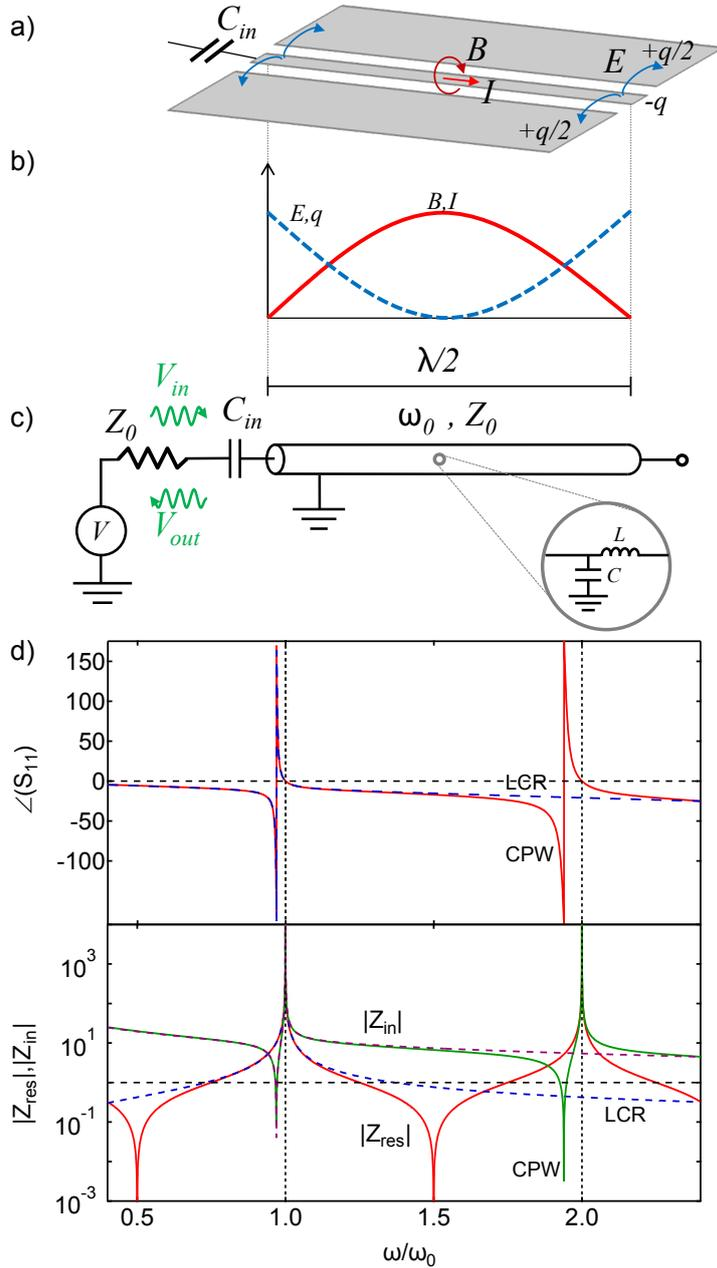 a)
C_in
B
E
+q/2
I
-q
+q/2
b)
E,q
B,I
λ/2
c)
V_in
Z_0
C_in
ω_0 , Z_0
V
V_out
L
C
d)
150
100
50
0
-50
-100
∠(S_11)
LCR
CPW
10^3
10^1
10^-1
10^-3
|Z_res|,|Z_in|
|Z_in|
|Z_res|
LCR
CPW
0.5 1.0 1.5 2.0
ω/ω_0